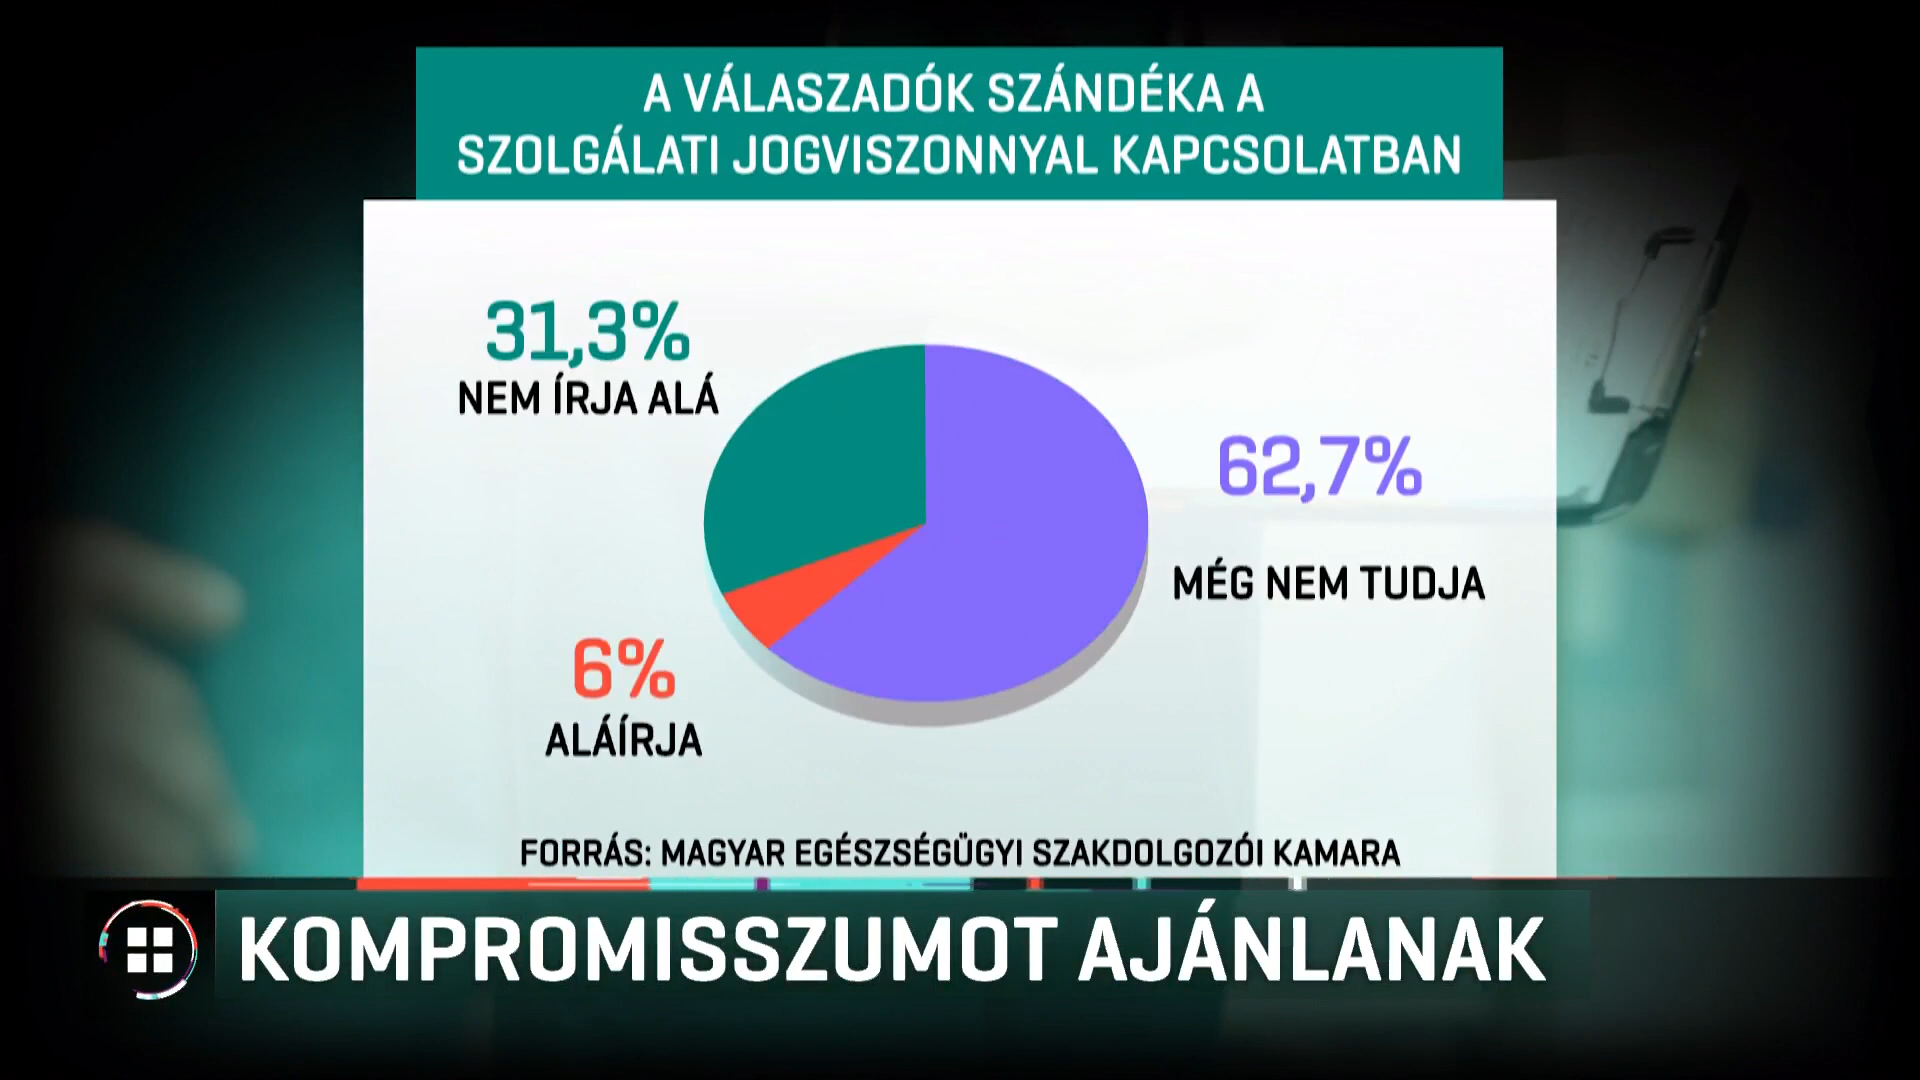 A VÁLASZADÓK SZÁNDÉKA A
SZOLGÁLATI JOGVISZONNYAL KAPCSOLATBAN
31,3%
NEM ÍRJA ALÁ
62,7%
MÉG NEM TUDJA
6%
ALÁÍRJA
FORRÁS: MAGYAR EGÉSZSÉGÜGYI SZAKDOLGOZÓI KAMARA
KOMPROMISSZUMOT AJÁNLANAK